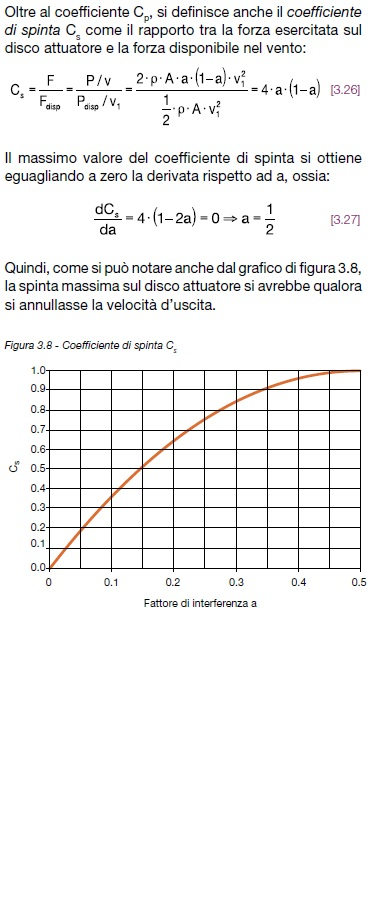 Oltre al coefficiente Cp, si definisce anche il coefficiente
di spinta Cs come il rapporto tra la forza esercitata sul
disco attuatore e la forza disponibile nel vento:
Cs = F / Fdisp = (P / v) / (Pdisp / v1) = (2·ρ·A·a·(1–a)·v1²) / (1/2·ρ·A·v1²) = 4·a·(1–a) [3.26]
Il massimo valore del coefficiente di spinta si ottiene
eguagliando a zero la derivata rispetto ad a, ossia:
dCs/da = 4·(1–2a) = 0 ⇒ a = 1/2 [3.27]
Quindi, come si può notare anche dal grafico di figura 3.8,
la spinta massima sul disco attuatore si avrebbe qualora
si annullasse la velocità d'uscita.
Figura 3.8 - Coefficiente di spinta Cs
1.0
0.9
0.8
0.7
0.6
0.5
0.4
0.3
0.2
0.1
0.0
Cs
0 0.1 0.2 0.3 0.4 0.5
Fattore di interferenza a